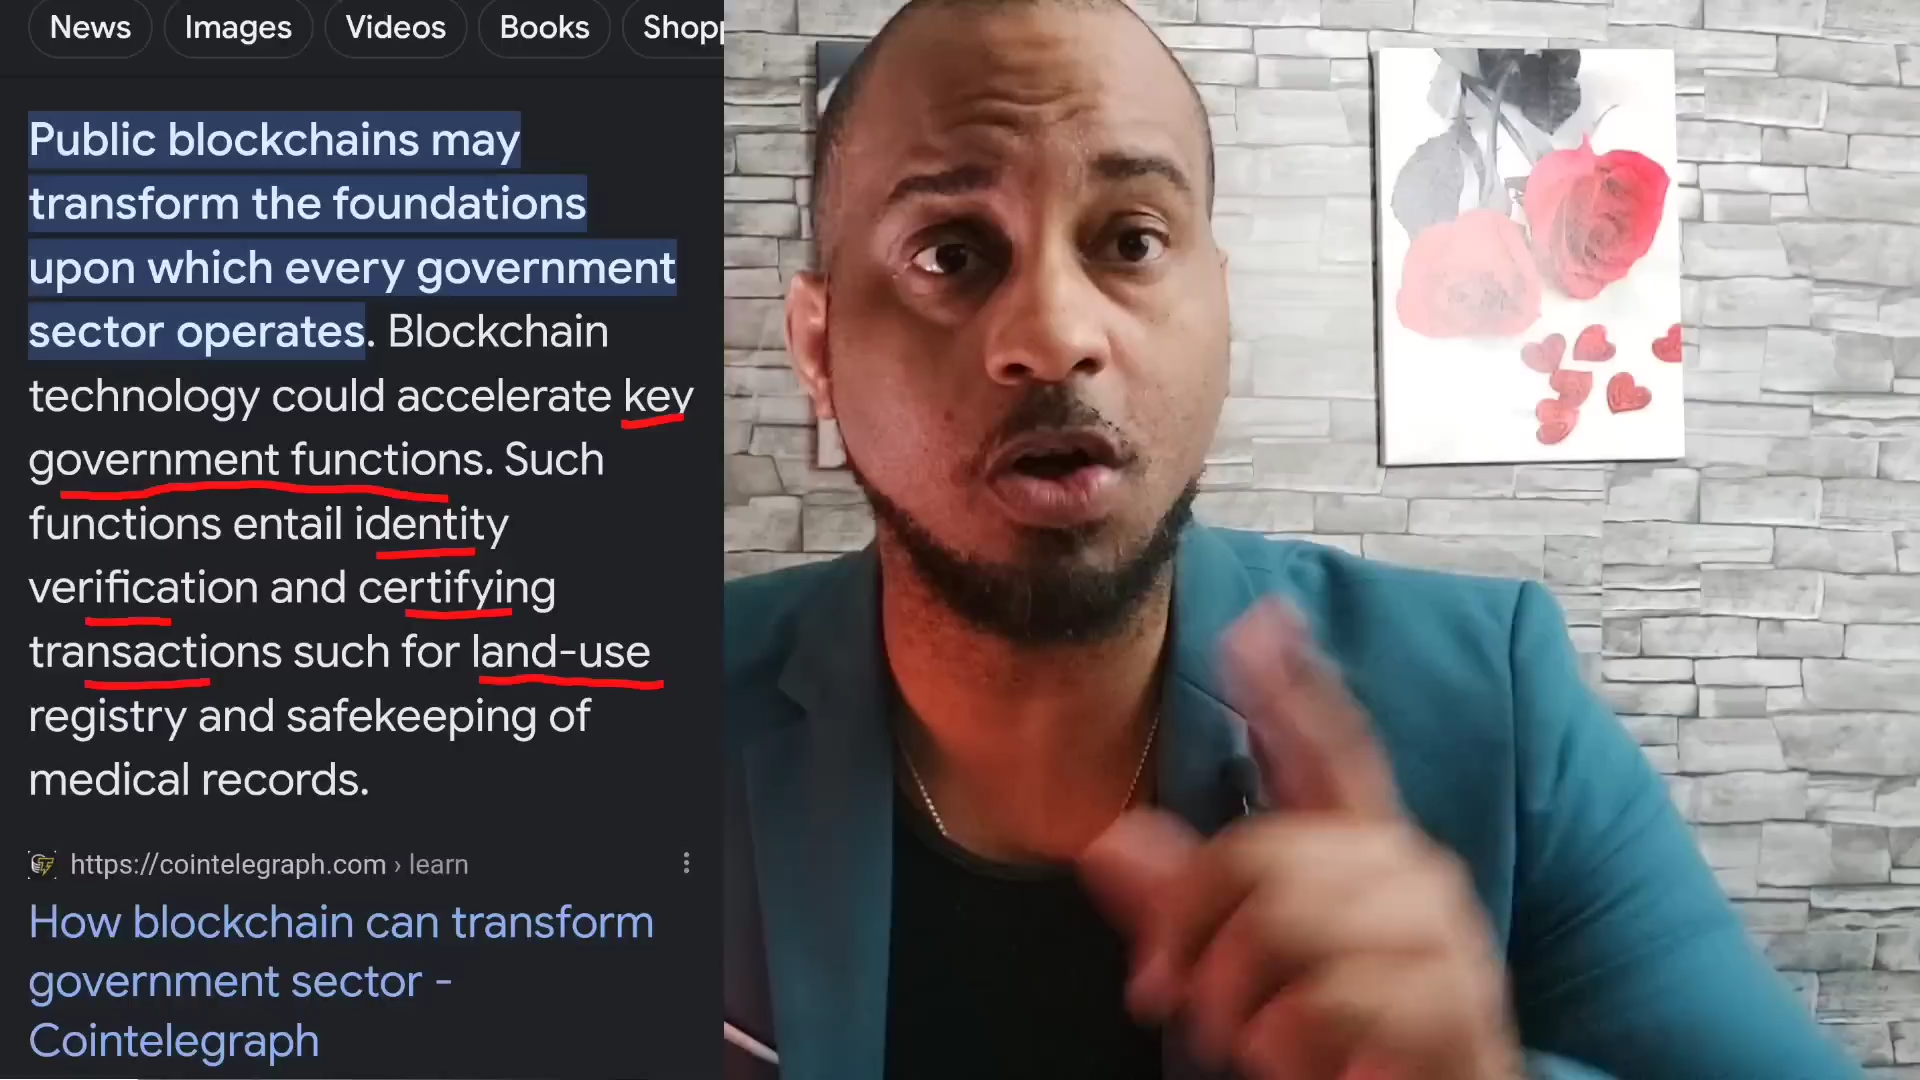 News Images Videos Books Shopp
Public blockchains may
transform the foundations
upon which every government
sector operates. Blockchain
technology could accelerate key
government functions. Such
functions entail identity
verification and certifying
transactions such for land-use
registry and safekeeping of
medical records.
https://cointelegraph.com › learn
How blockchain can transform
government sector -
Cointelegraph